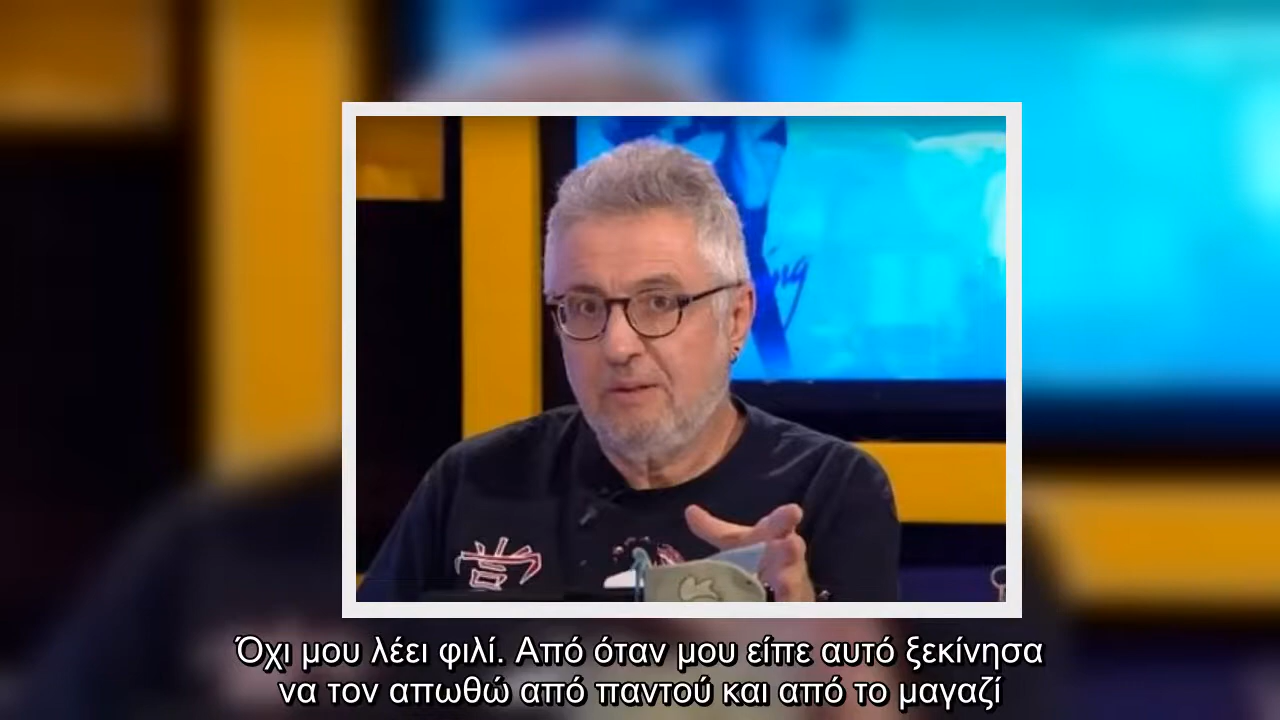 Όχι μου λέει φιλί. Από όταν μου είπε αυτό ξεκίνησα
να τον απωθώ από παντού και από το μαγαζί